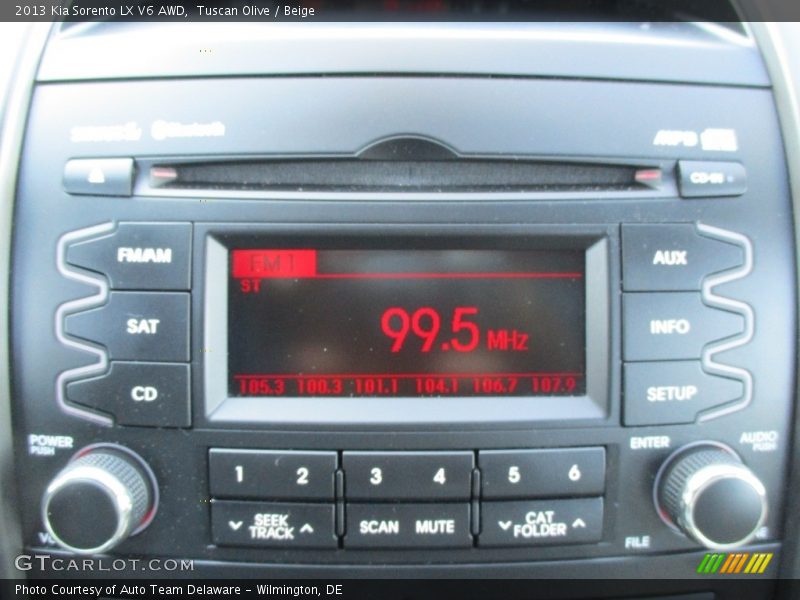 2013 Kia Sorento LX V6 AWD, Tuscan Olive / Beige
Bluetooth
CD-IN
FM/AM
FM 1
AUX
ST
SAT
99.5 MHz
INFO
CD
105.3 100.3 101.1 104.1 106.7 107.9
SETUP
POWER
PUSH
ENTER
AUDIO
PUSH
1 2 3 4 5 6
SEEK
TRACK
SCAN MUTE
CAT
FOLDER
FILE
GTCARLOT.COM
Photo Courtesy of Auto Team Delaware – Wilmington, DE